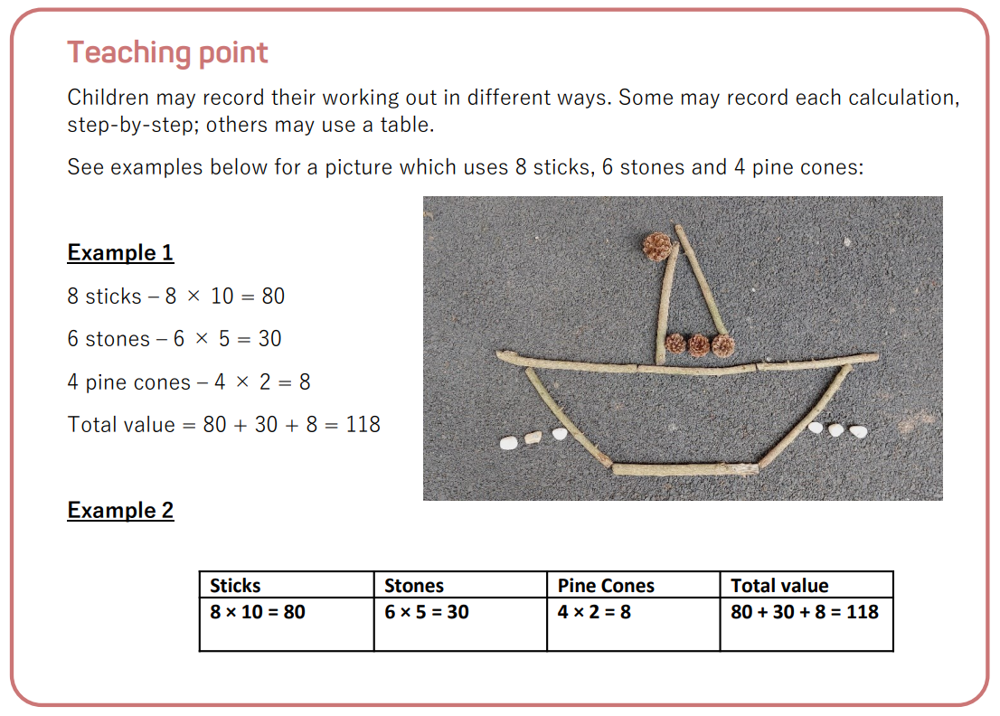 Teaching point
Children may record their working out in different ways. Some may record each calculation,
step-by-step; others may use a table.
See examples below for a picture which uses 8 sticks, 6 stones and 4 pine cones:
Example 1
8 sticks – 8 × 10 = 80
6 stones – 6 × 5 = 30
4 pine cones – 4 × 2 = 8
Total value = 80 + 30 + 8 = 118
Example 2
Sticks Stones Pine Cones Total value
8 × 10 = 80 6 × 5 = 30 4 × 2 = 8 80 + 30 + 8 = 118